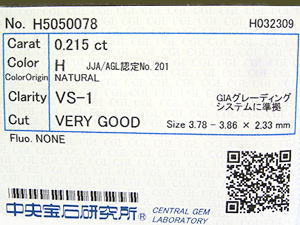 No. H5050078 H032309
Carat 0.215 ct
Color H JJA/AGL認定No.201
ColorOrigin NATURAL
Clarity VS-1 GIAグレーディング
システムに準拠
Cut VERY GOOD Size 3.78 - 3.86 × 2.33 mm
Fluo. NONE
中央宝石研究所® CENTRAL GEM
LABORATORY